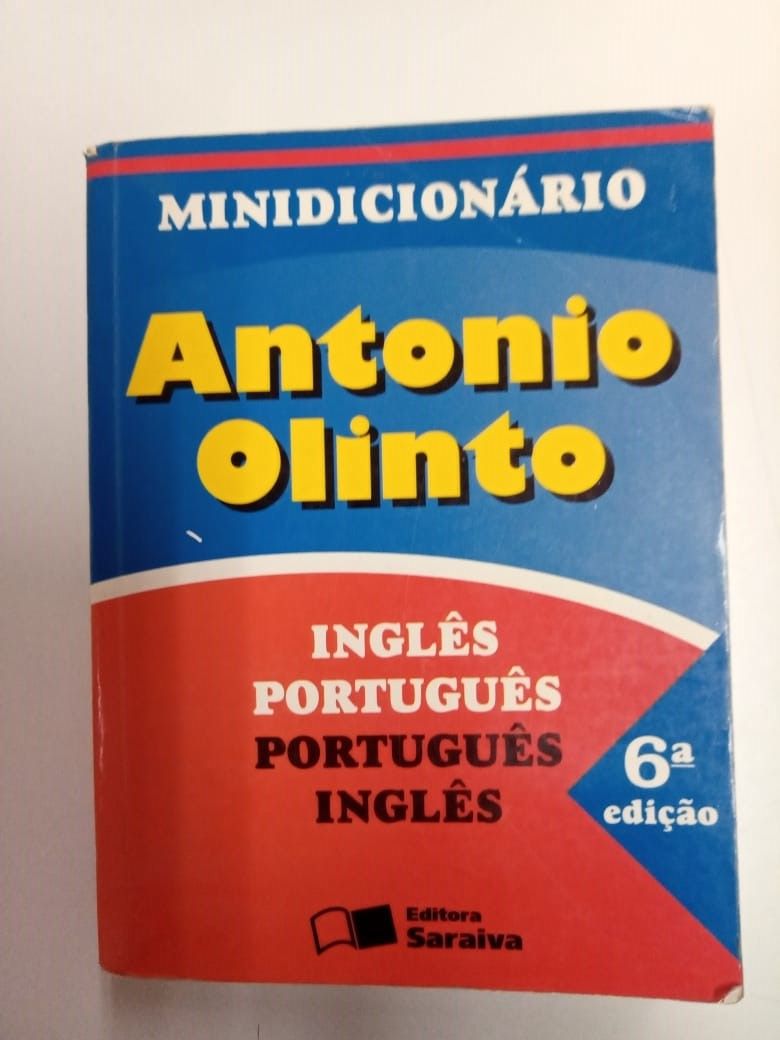 MINIDICIONÁRIO
Antonio
Olinto
INGLÊS
PORTUGUÊS
PORTUGUÊS
INGLÊS
6ª
edição
Editora
Saraiva